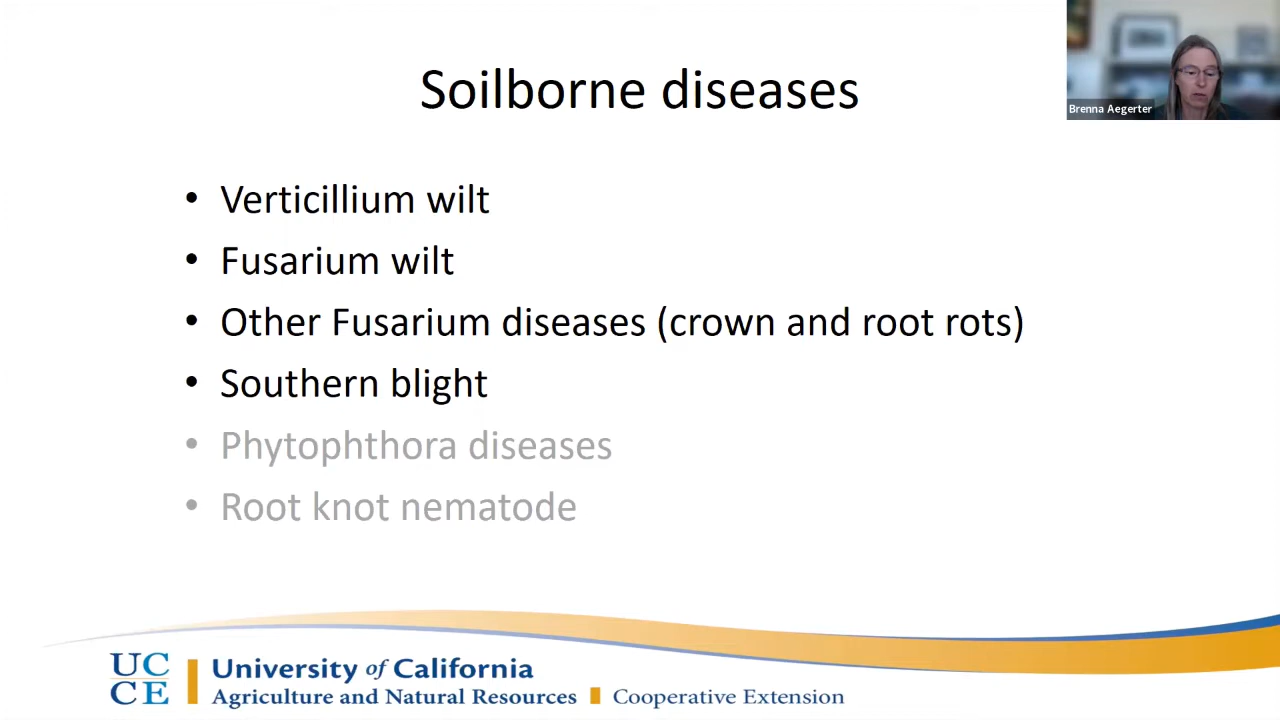 Soilborne diseases
Brenna Aegerter
• Verticillium wilt
• Fusarium wilt
• Other Fusarium diseases (crown and root rots)
• Southern blight
• Phytophthora diseases
• Root knot nematode
UC
CE
University of California
Agriculture and Natural Resources Cooperative Extension